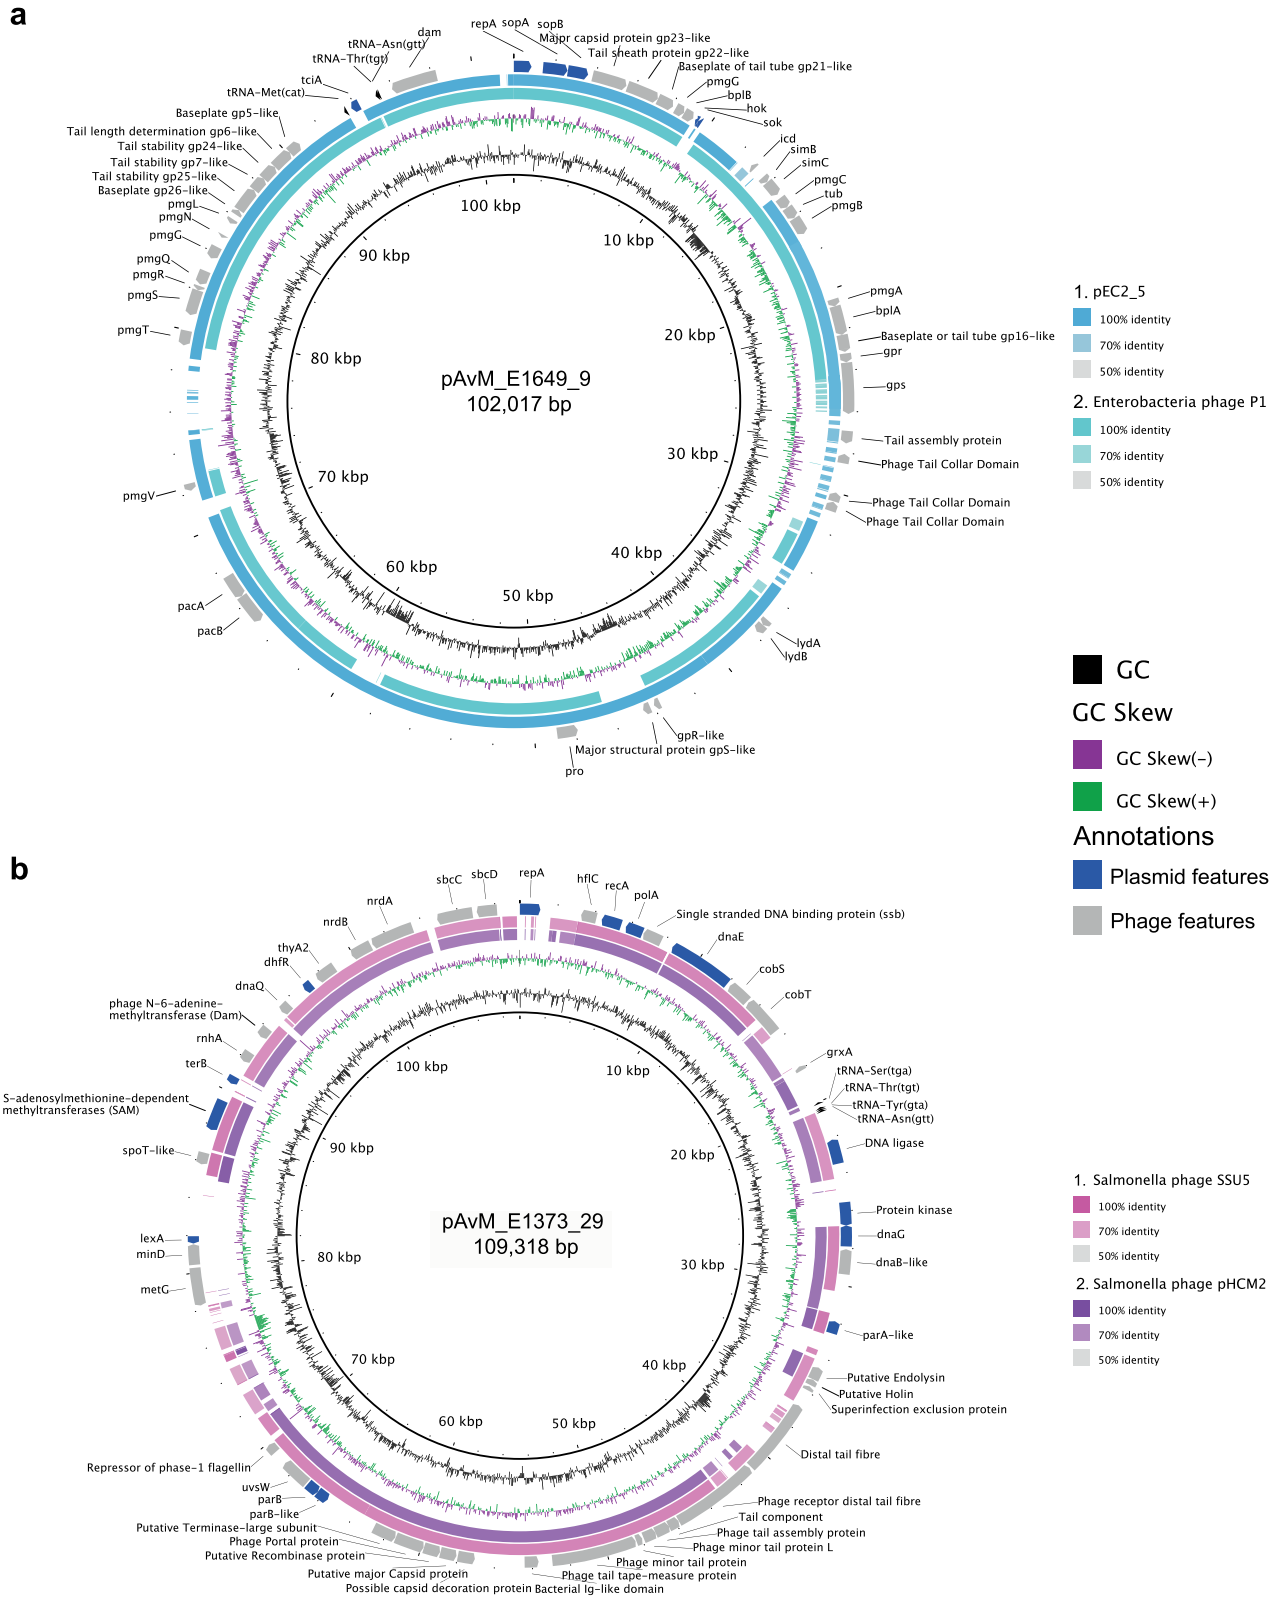 a
repA
sopA
sopB
Major capsid protein gp23-like
Tail sheath protein gp22-like
Baseplate of tail tube gp21-like
pmgG
bplB
hok
sok
icd
simB
simC
pmgC
tub
pmgB
pmgA
bplA
Baseplate or tail tube gp16-like
gpr
gps
Tail assembly protein
Phage Tail Collar Domain
Phage Tail Collar Domain
Phage Tail Collar Domain
lydA
lydB
gpR-like
Major structural protein gpS-like
pro
pacB
pacA
pmgV
pmgT
pmgS
pmgR
pmgQ
pmgG
pmgN
pmgL
Baseplate gp26-like
Tail stability gp25-like
Tail stability gp7-like
Tail stability gp24-like
Tail length determination gp6-like
Baseplate gp5-like
tRNA-Met(cat)
tciA
tRNA-Thr(tgt)
tRNA-Asn(gtt)
dam
100 kbp
10 kbp
20 kbp
30 kbp
40 kbp
50 kbp
60 kbp
70 kbp
80 kbp
90 kbp
pAvM_E1649_9
102,017 bp
1. pEC2_5
100% identity
70% identity
50% identity
2. Enterobacteria phage P1
100% identity
70% identity
50% identity
GC
GC Skew
GC Skew(-)
GC Skew(+)
Annotations
Plasmid features
Phage features
b
repA
hflC
recA
polA
Single stranded DNA binding protein (ssb)
dnaE
cobS
cobT
grxA
tRNA-Ser(tga)
tRNA-Thr(tgt)
tRNA-Tyr(gta)
tRNA-Asn(gtt)
DNA ligase
Protein kinase
dnaG
dnaB-like
parA-like
Putative Endolysin
Putative Holin
Superinfection exclusion protein
Distal tail fibre
Phage receptor distal tail fibre
Tail component
Phage tail assembly protein
Phage minor tail protein L
Phage minor tail protein
Phage tail tape-measure protein
Bacterial Ig-like domain
Possible capsid decoration protein
Putative major Capsid protein
Putative Recombinase protein
Phage Portal protein
Putative Terminase-large subunit
parB-like
parB
uvsW
Repressor of phase-1 flagellin
metG
minD
lexA
spoT-like
S-adenosylmethionine-dependent
methyltransferases (SAM)
terB
rnhA
phage N-6-adenine-
methyltransferase (Dam)
dnaQ
dhfR
thyA2
nrdB
nrdA
sbcC
sbcD
100 kbp
10 kbp
20 kbp
30 kbp
40 kbp
50 kbp
60 kbp
70 kbp
80 kbp
90 kbp
pAvM_E1373_29
109,318 bp
1. Salmonella phage SSU5
100% identity
70% identity
50% identity
2. Salmonella phage pHCM2
100% identity
70% identity
50% identity